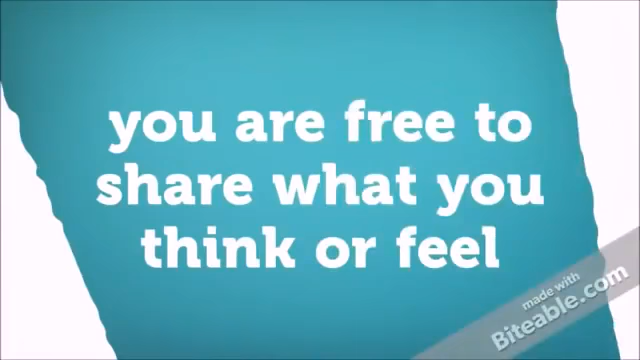 you are free to
share what you
think or feel
made with
Biteable.com